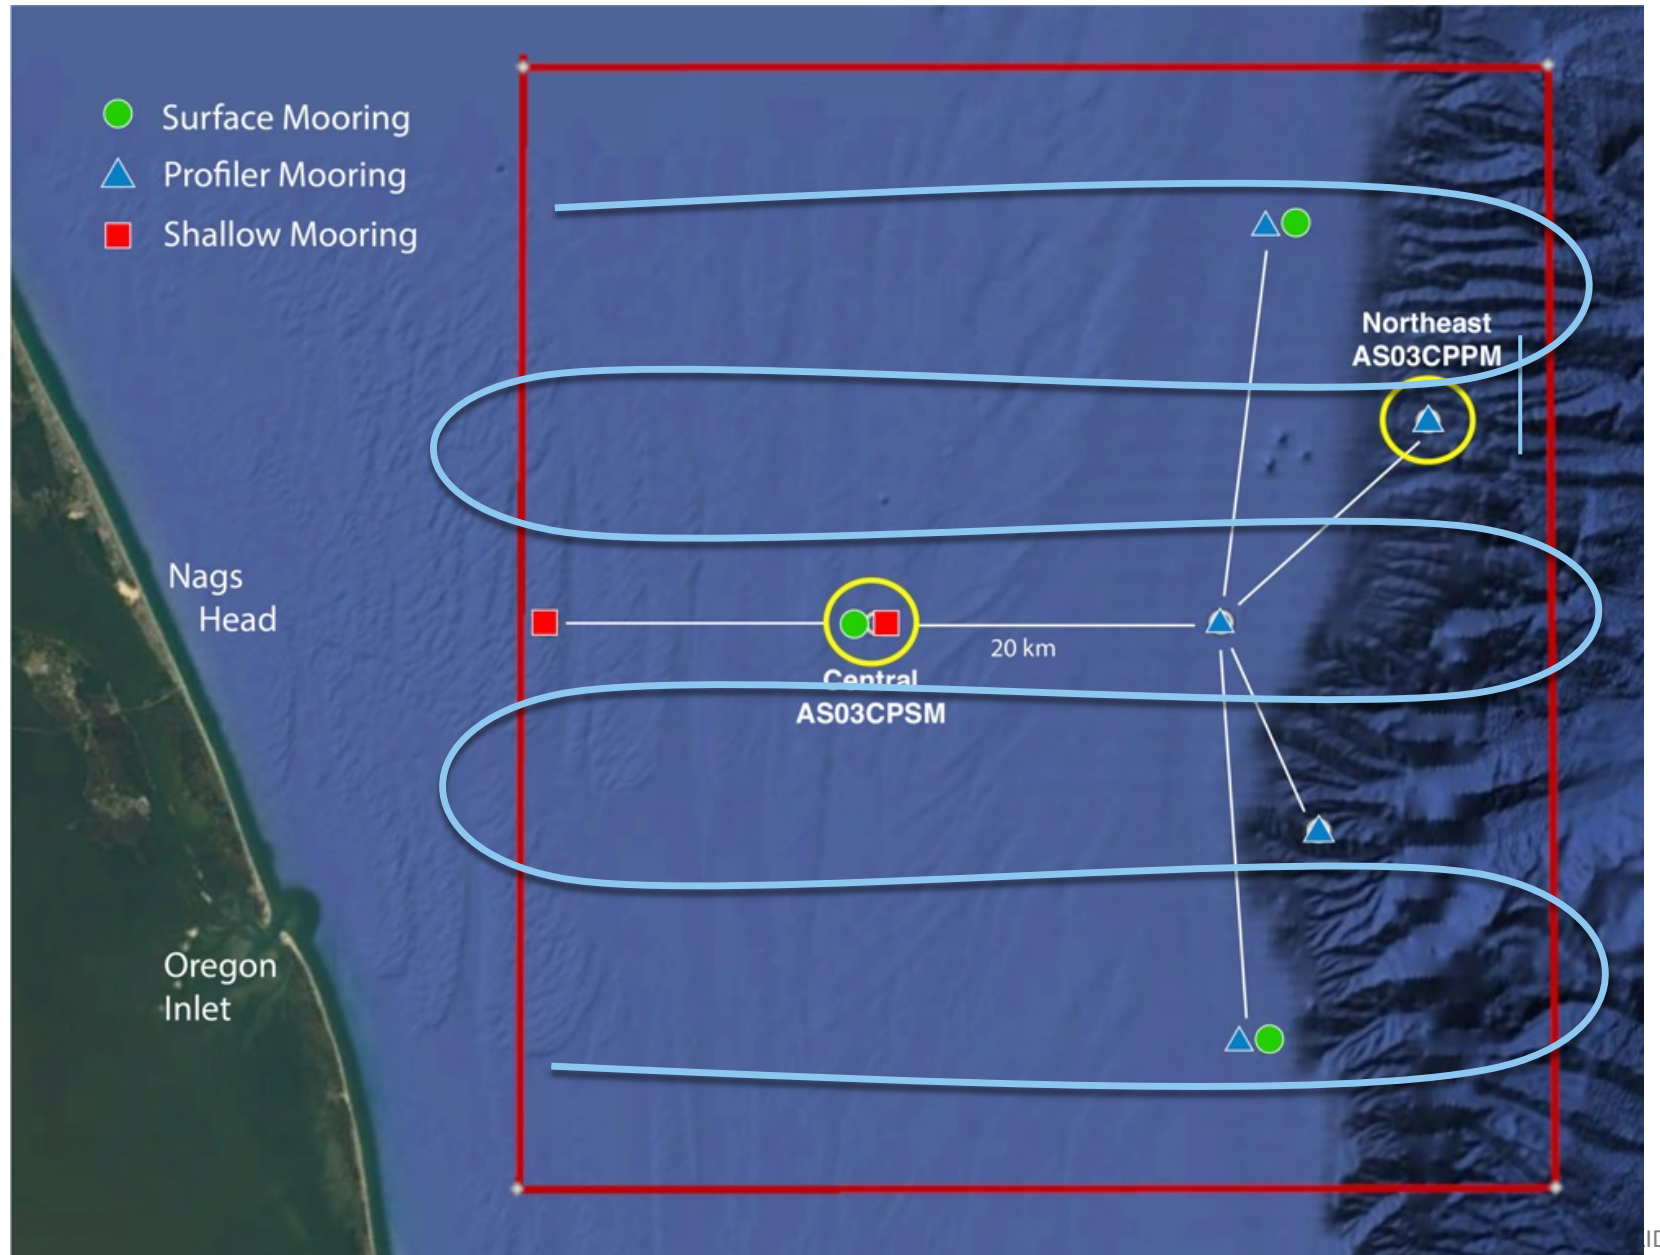 Surface Mooring
Profiler Mooring
Shallow Mooring
Northeast
AS03CPPM
Nags
Head
20 km
Central
AS03CPSM
Oregon
Inlet